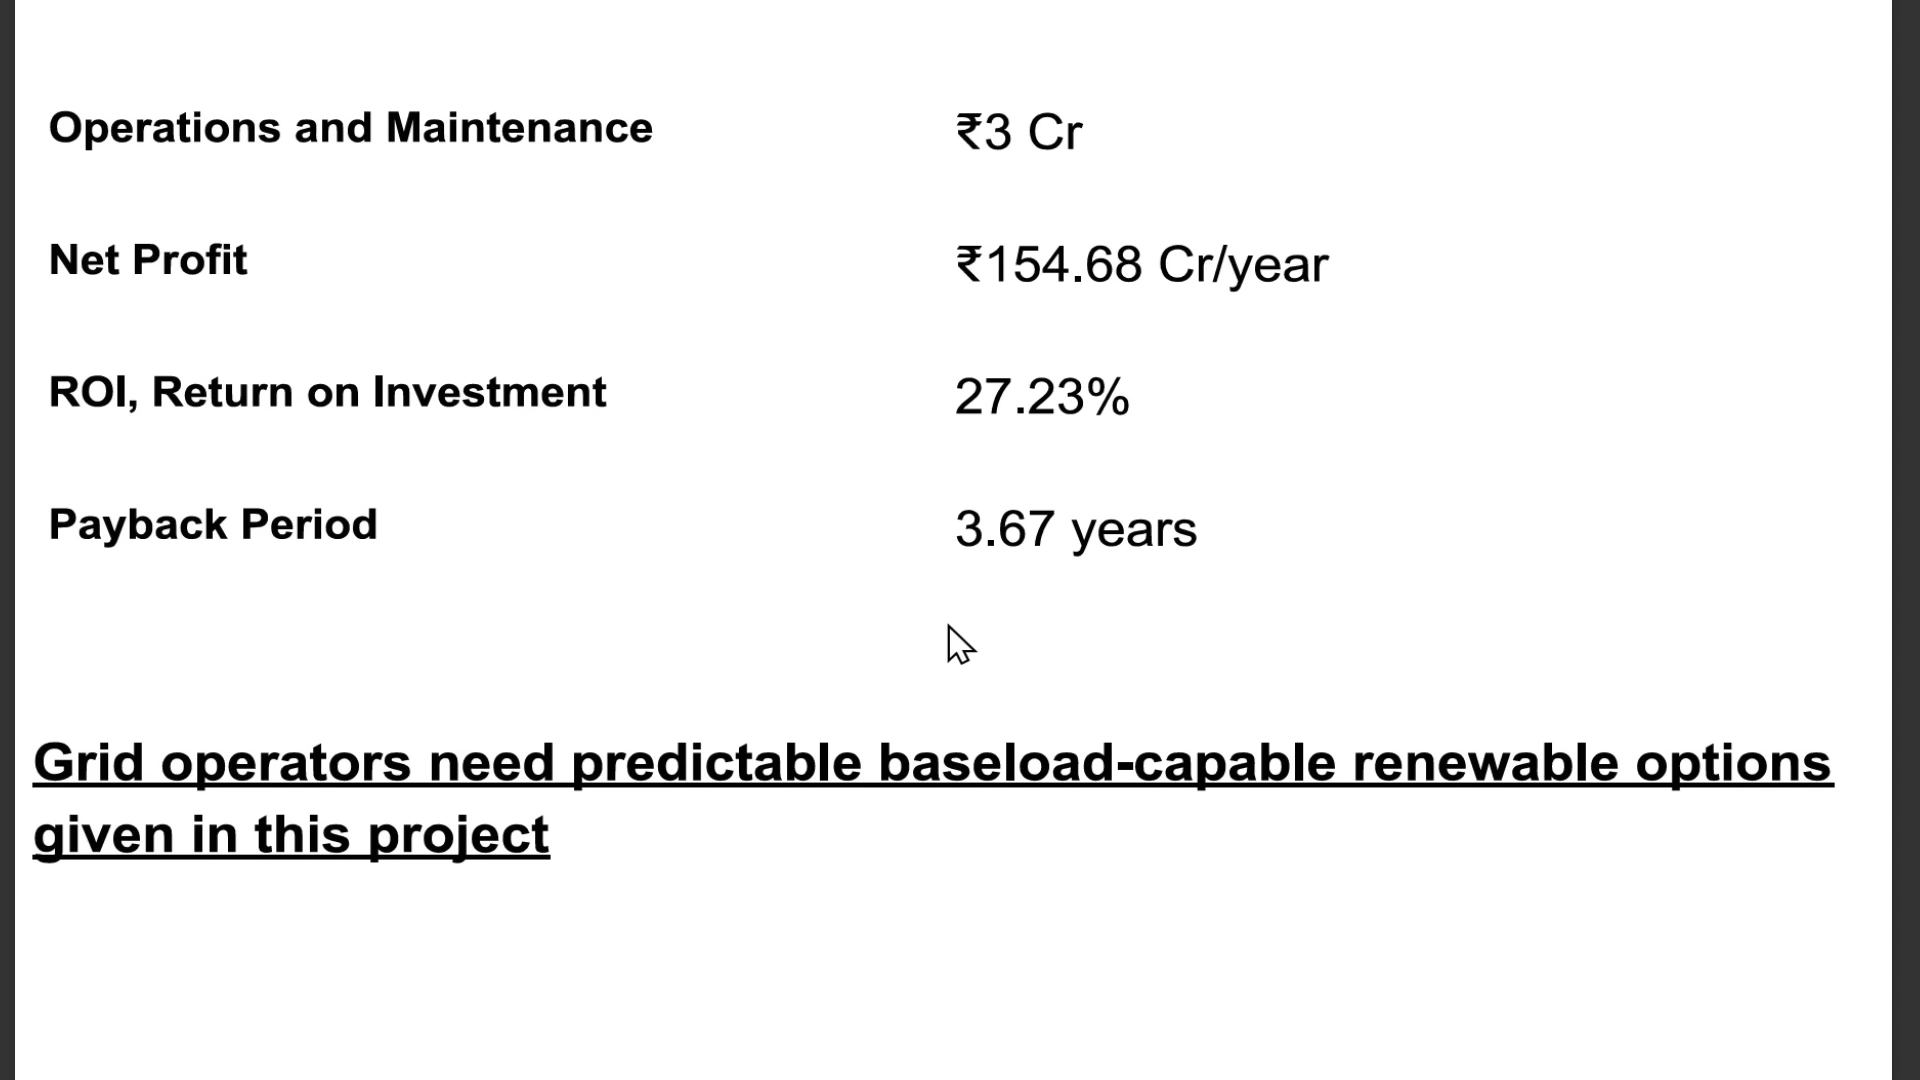 Operations and Maintenance ₹3 Cr
Net Profit ₹154.68 Cr/year
ROI, Return on Investment 27.23%
Payback Period 3.67 years
Grid operators need predictable baseload-capable renewable options
given in this project